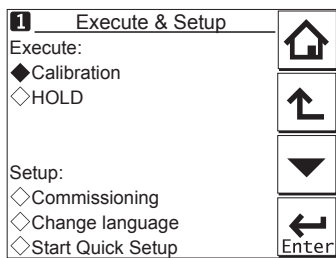 1 Execute & Setup
Execute:
Calibration
HOLD
Setup:
Commissioning
Change language
Start Quick Setup
Enter